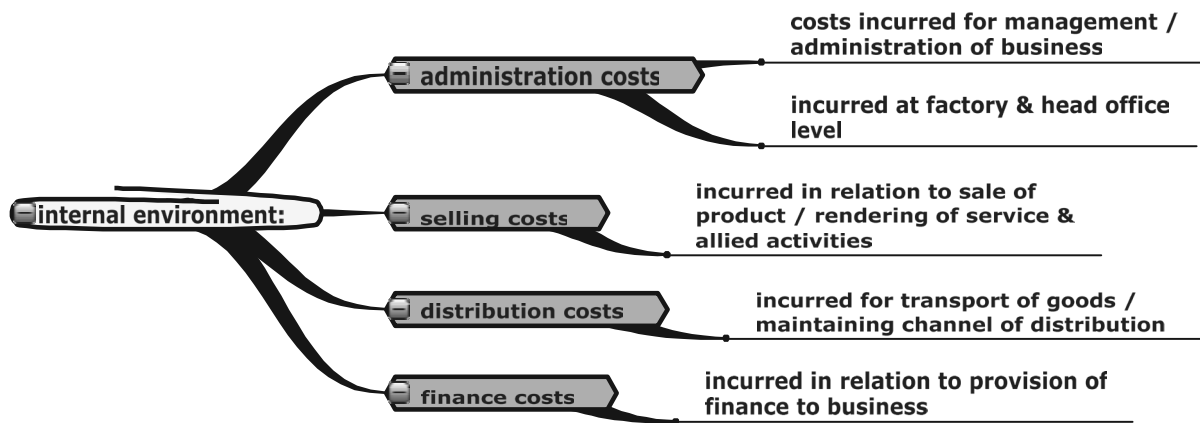 costs incurred for management /
administration of business
administration costs
incurred at factory & head office
level
internal environment:
incurred in relation to sale of
product / rendering of service &
allied activities
selling costs
distribution costs
incurred for transport of goods /
maintaining channel of distribution
finance costs
incurred in relation to provision of
finance to business